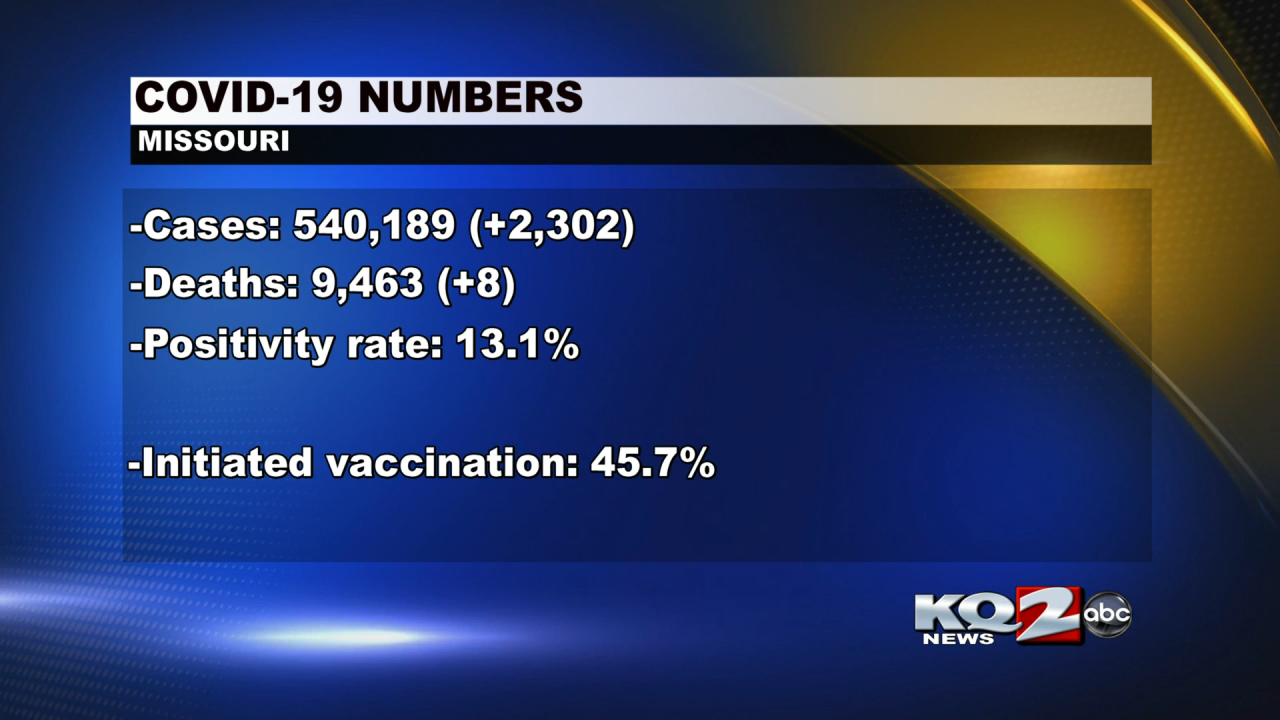 COVID-19 NUMBERS
MISSOURI
-Cases: 540,189 (+2,302)
-Deaths: 9,463 (+8)
-Positivity rate: 13.1%
-Initiated vaccination: 45.7%
KQ2 abc
NEWS